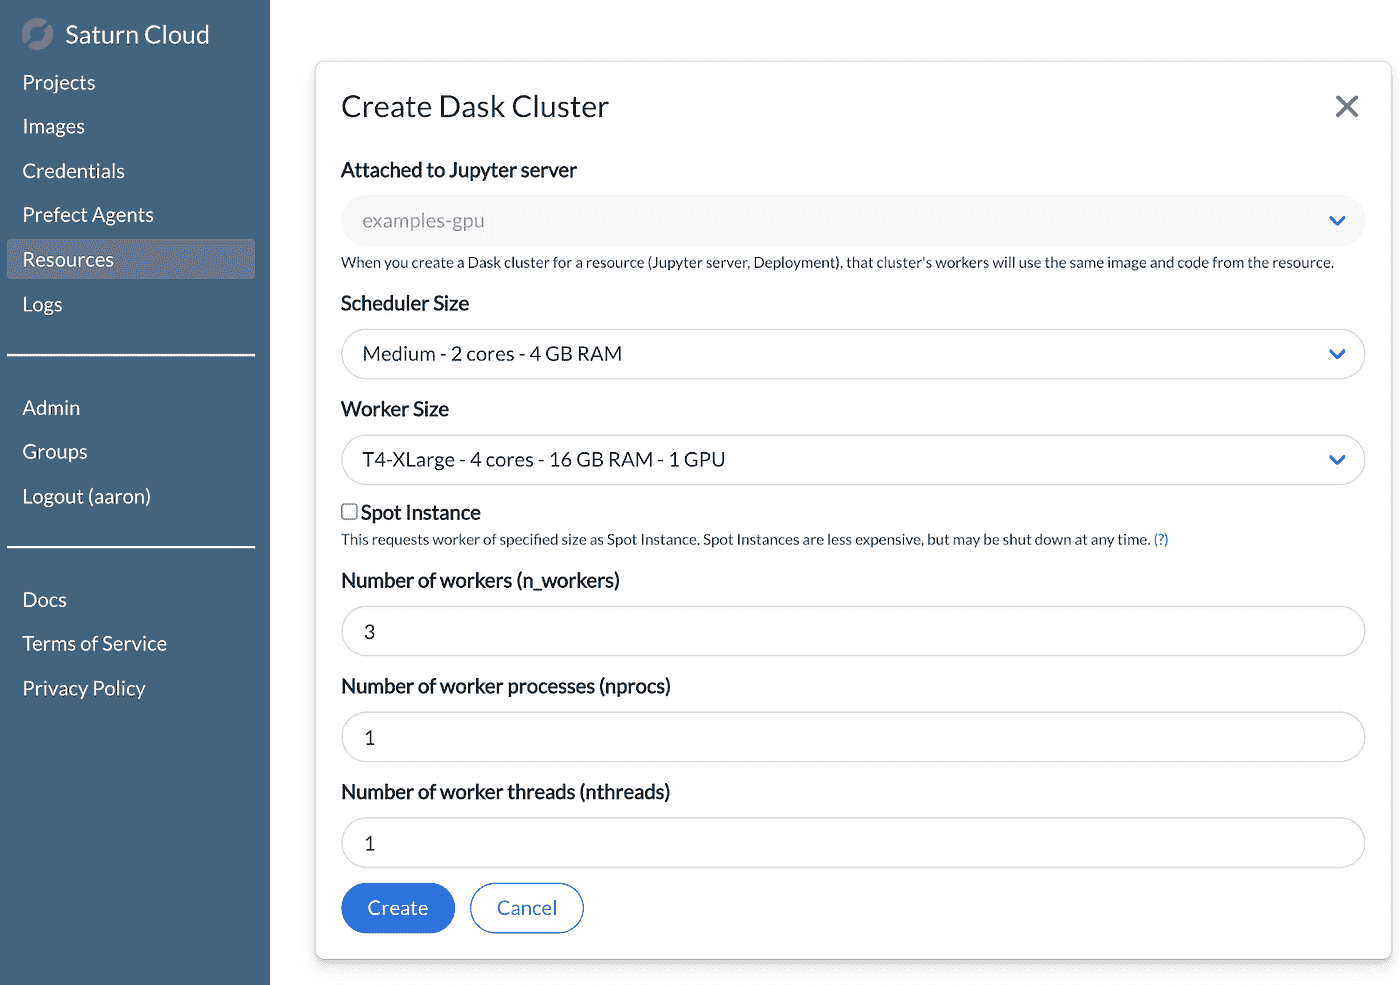 Saturn Cloud
Projects
Images
Credentials
Prefect Agents
Resources
Logs
Admin
Groups
Logout (aaron)
Docs
Terms of Service
Privacy Policy
Create Dask Cluster
Attached to Jupyter server
examples-gpu
When you create a Dask cluster for a resource (Jupyter server, Deployment), that cluster's workers will use the same image and code from the resource.
Scheduler Size
Medium - 2 cores - 4 GB RAM
Worker Size
T4-XLarge - 4 cores - 16 GB RAM - 1 GPU
Spot Instance
This requests worker of specified size as Spot Instance. Spot Instances are less expensive, but may be shut down at any time. (?)
Number of workers (n_workers)
3
Number of worker processes (nprocs)
1
Number of worker threads (nthreads)
1
Create
Cancel